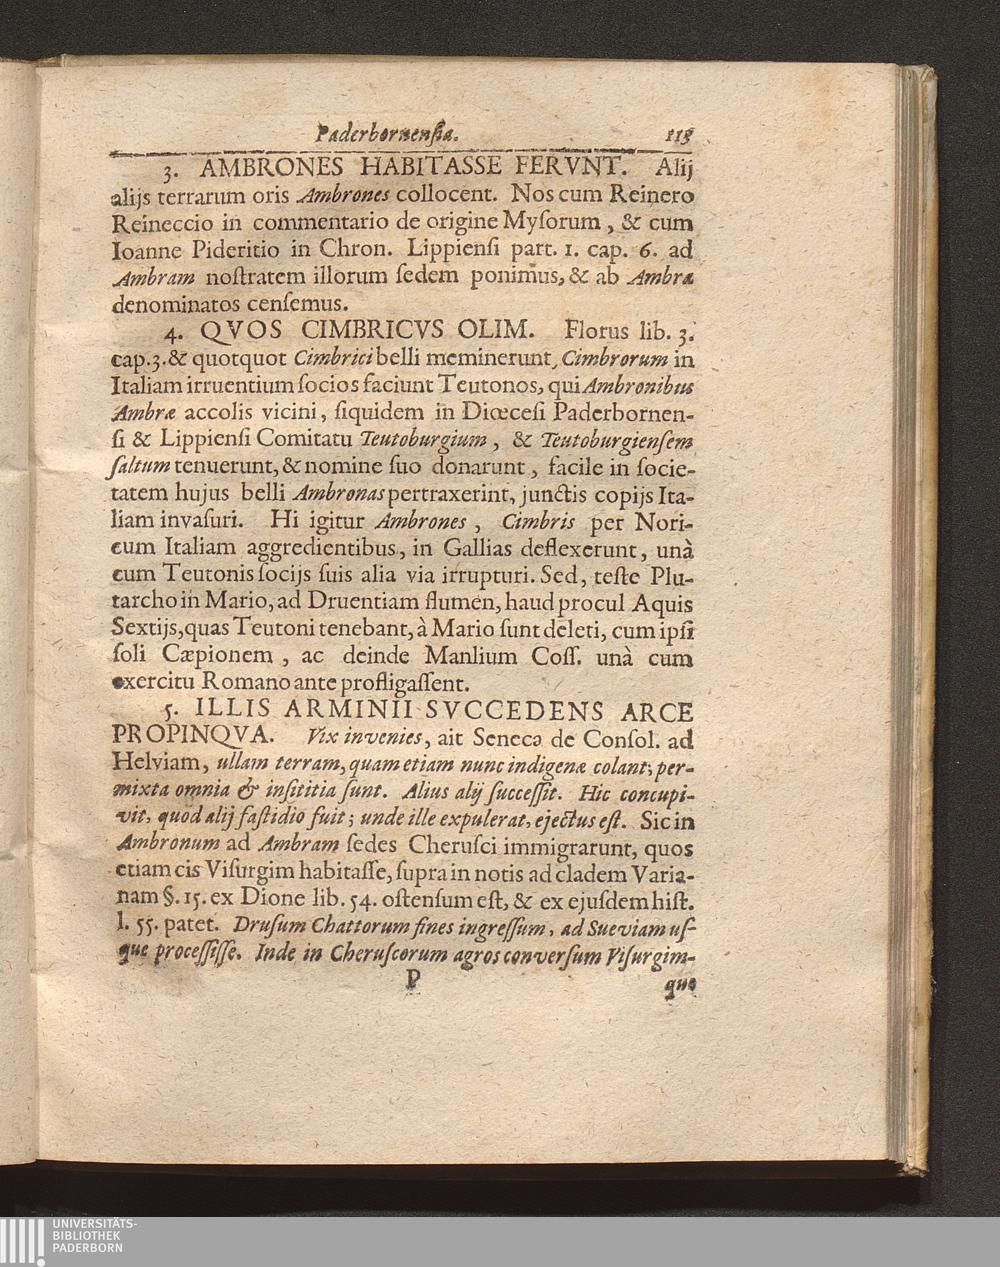 Paderbornensia. 113
3. AMBRONES HABITASSE FERVNT. Alij
alijs terrarum oris Ambrones collocent. Nos cum Reinero
Reineccio in commentario de origine Myſorum, & cum
Ioanne Pideritio in Chron. Lippienſi part. 1. cap. 6. ad
Ambram noſtratem illorum ſedem ponimus, & ab Ambra
denominatos cenſemus.
4. QVOS CIMBRICVS OLIM. Florus lib. 3.
cap. 3. & quotquot Cimbrici belli meminerunt, Cimbrorum in
Italiam irruentium ſocios faciunt Teutonos, qui Ambronibus
Ambræ accolis vicini, ſiquidem in Diœceſi Paderbornen-
ſi & Lippienſi Comitatu Teutoburgium, & Teutoburgienſem
ſaltum tenuerunt, & nomine ſuo donarunt, facile in ſocie-
tatem hujus belli Ambronas pertraxerint, junctis copijs Ita-
liam invaſuri. Hi igitur Ambrones, Cimbris per Nori-
cum Italiam aggredientibus, in Gallias deflexerunt, unà
cum Teutonis ſocijs ſuis alia via irrupturi. Sed, teſte Plu-
tarcho in Mario, ad Druentiam flumen, haud procul Aquis
Sextijs, quas Teutoni tenebant, à Mario ſunt deleti, cum ipſi
ſoli Cæpionem, ac deinde Manlium Coſſ. unà cum
exercitu Romano ante profligaſſent.
5. ILLIS ARMINII SVCCEDENS ARCE
PROPINQVA. Vix invenies, ait Seneca de Conſol. ad
Helviam, ullam terram, quam etiam nunc indigenæ colant; per-
mixta omnia & inſititia ſunt. Alius alij ſucceſſit. Hic concupi-
vit, quod alij faſtidio fuit; unde ille expulerat, ejectus eſt. Sic in
Ambronum ad Ambram ſedes Cheruſci immigrarunt, quos
etiam cis Viſurgim habitaſſe, ſupra in notis ad cladem Varia-
nam §. 15. ex Dione lib. 54. oſtenſum eſt, & ex ejuſdem hiſt.
l. 55. patet. Druſum Chattorum fines ingreſſum, ad Sueviam uſ-
que proceſſiſſe. Inde in Cheruſcorum agros converſum Viſurgim-
P que
UNIVERSITÄTS-
BIBLIOTHEK
PADERBORN